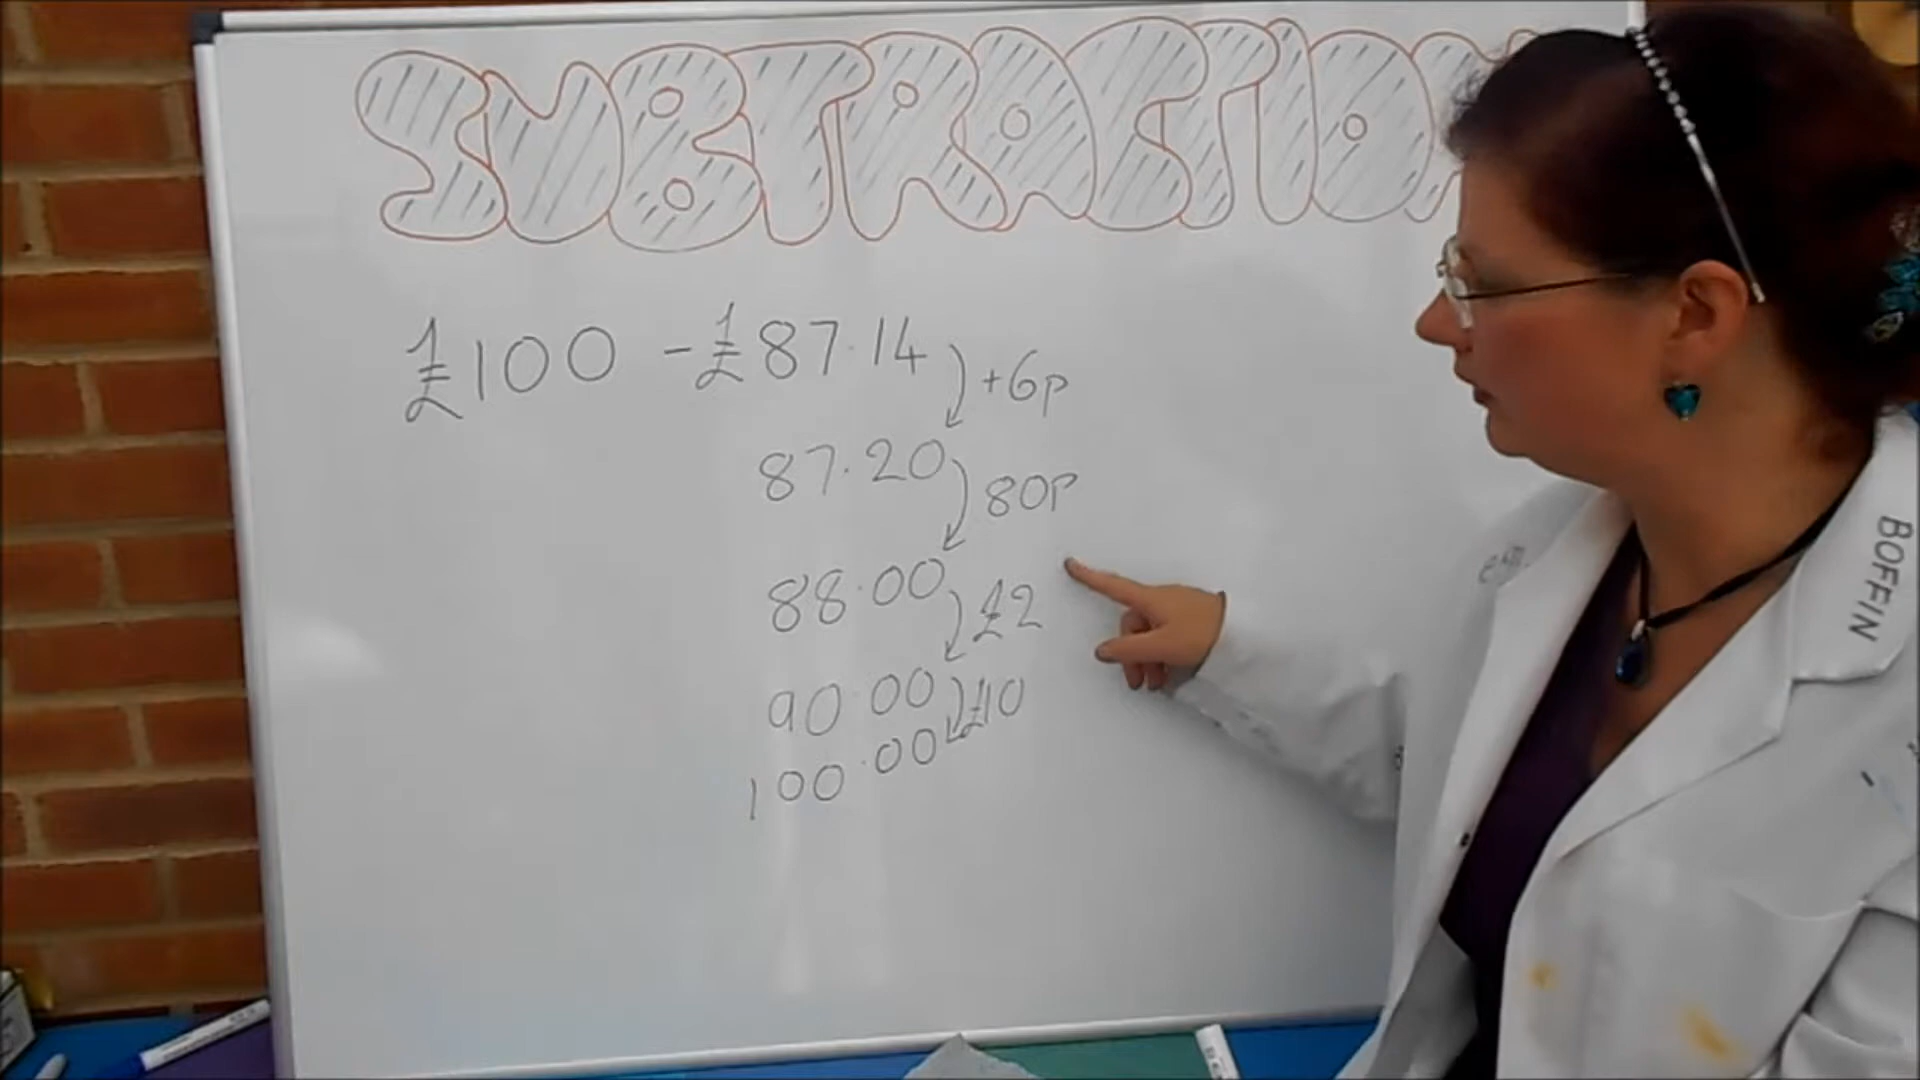 SUBTRACTION
£100 - £87.14
+6p
87.20
80P
88.00
£2
90.00
£10
100.00
BOFFIN